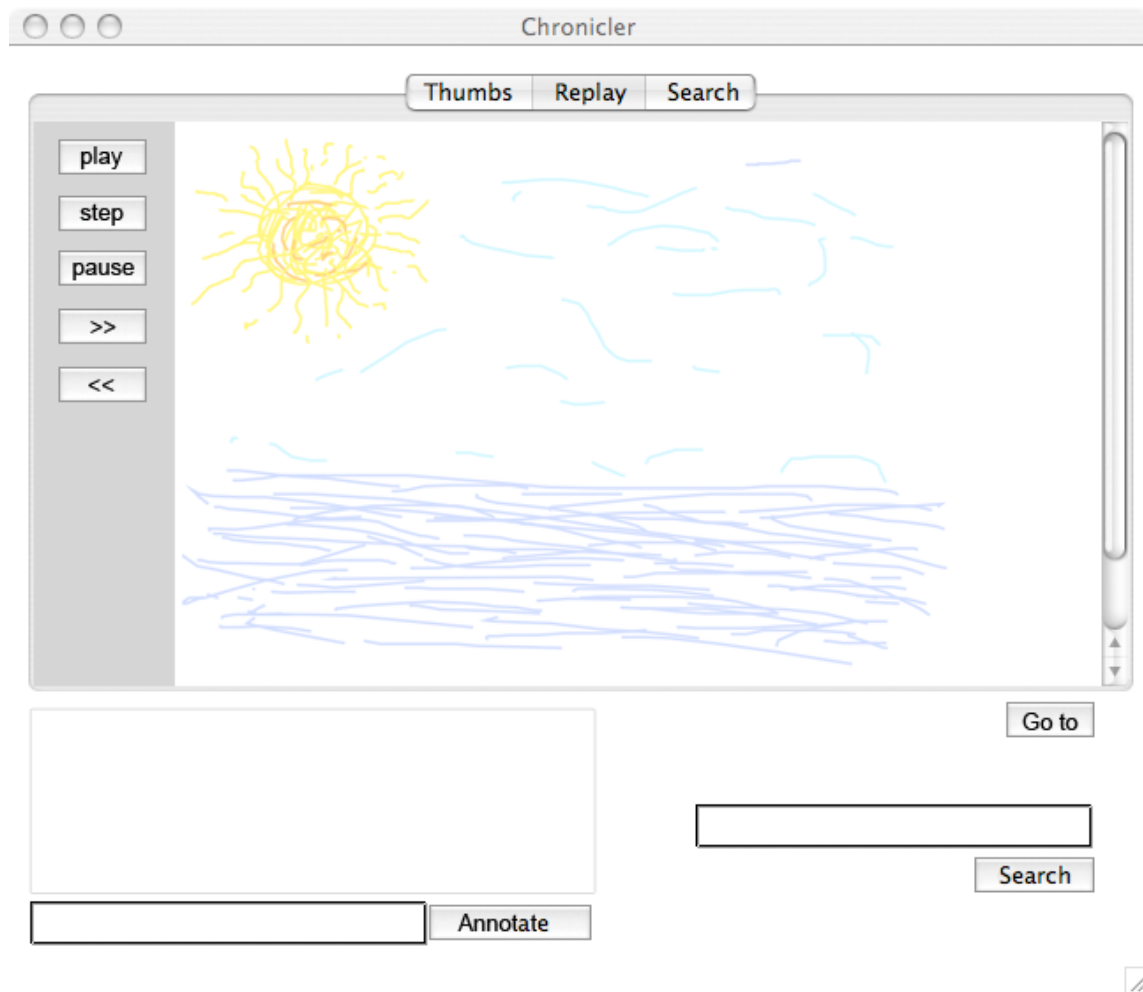 Chronicler
Thumbs Replay Search
play
step
pause
>>
<<
Go to
Search
Annotate